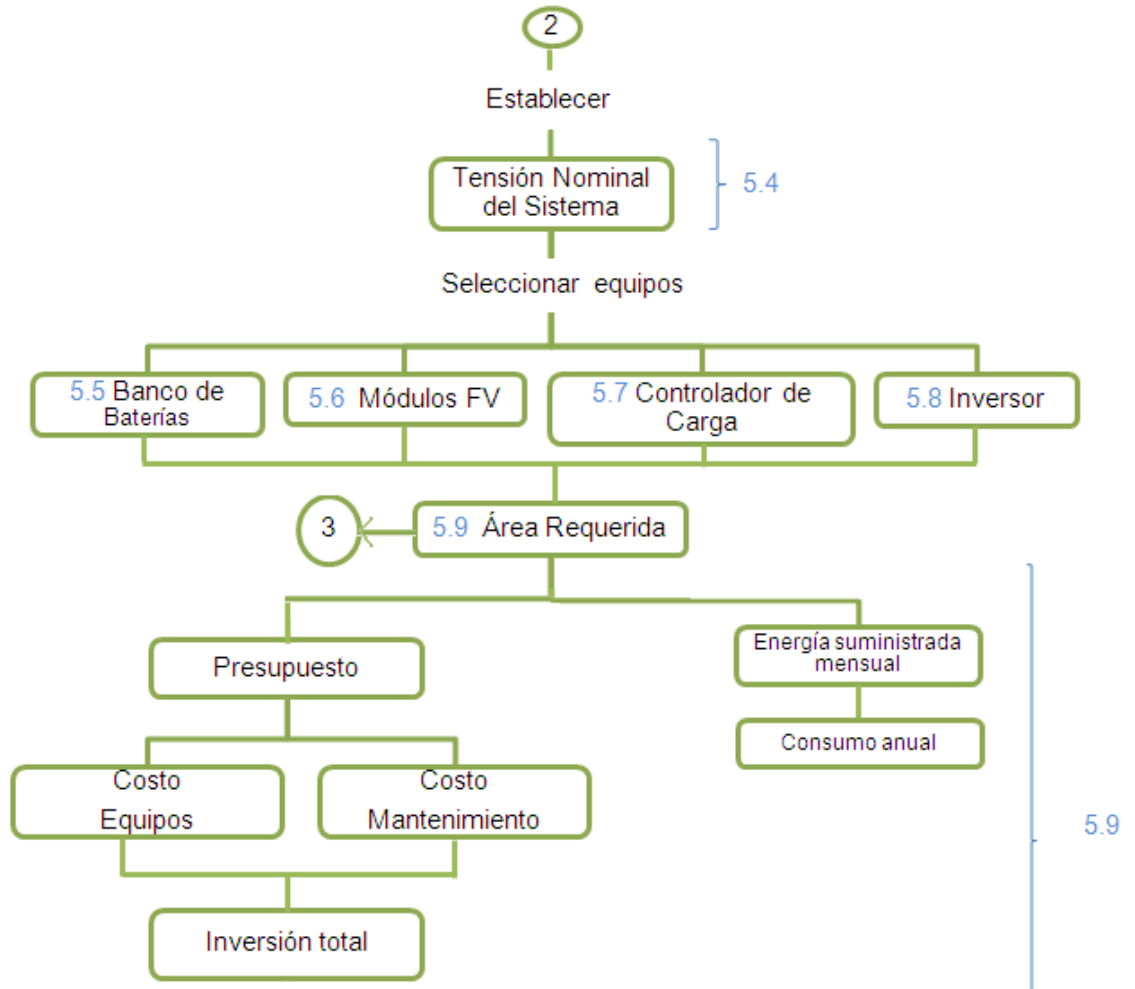 2
Establecer
Tensión Nominal
del Sistema
5.4
Seleccionar equipos
5.5 Banco de
Baterías
5.6 Módulos FV
5.7 Controlador de
Carga
5.8 Inversor
3
5.9 Área Requerida
Presupuesto
Energía suministrada
mensual
Consumo anual
Costo
Equipos
Costo
Mantenimiento
5.9
Inversión total